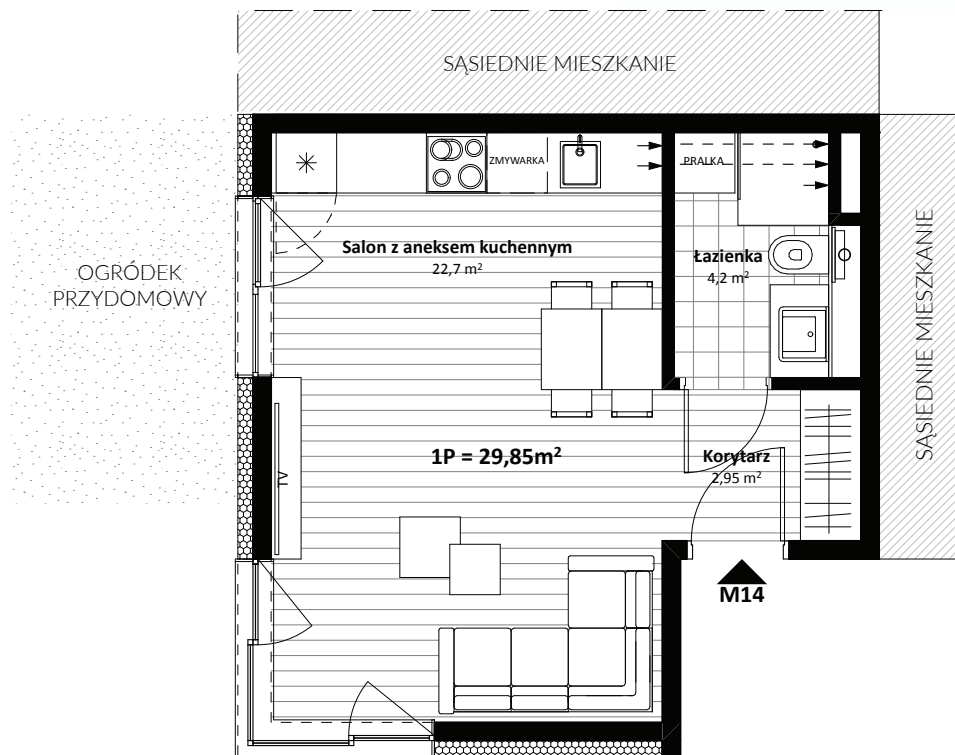 SĄSIEDNIE MIESZKANIE
ZMYWARKA
PRALKA
Salon z aneksem kuchennym
22,7 m²
Łazienka
4,2 m²
OGRÓDEK
PRZYDOMOWY
SĄSIEDNIE MIESZKANIE
1P = 29,85m²
Korytarz
2,95 m²
TV
M14